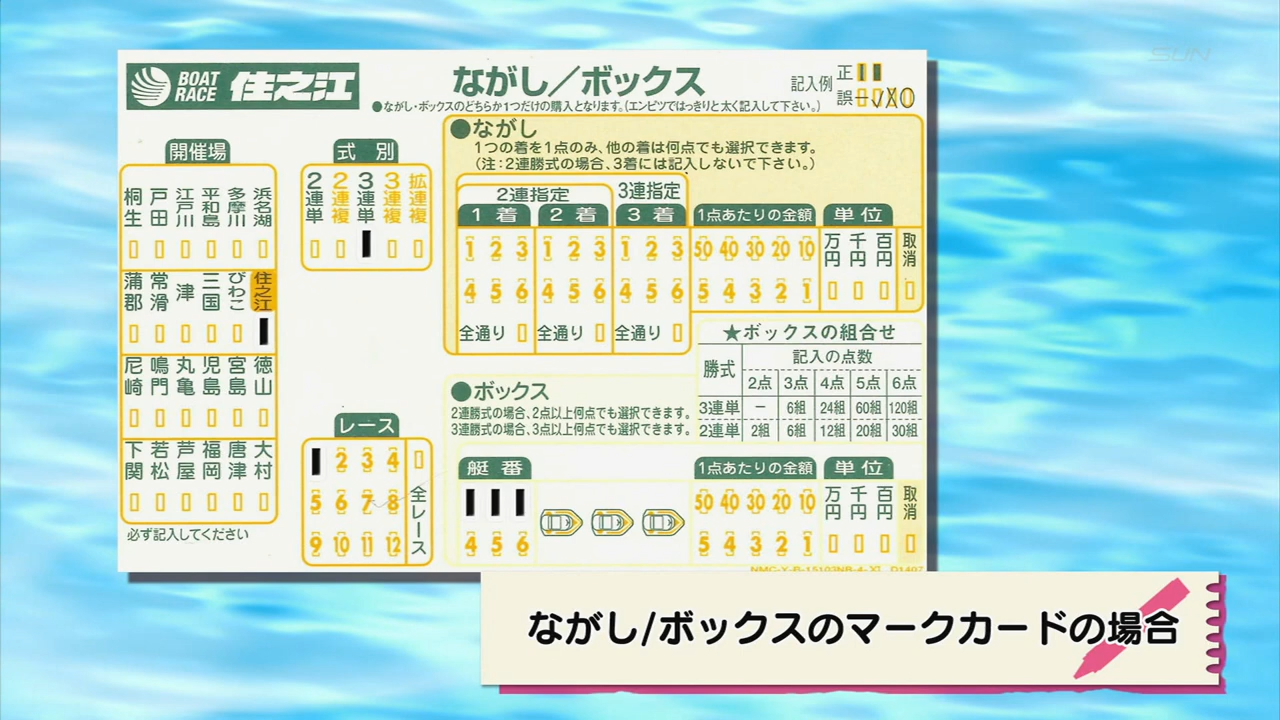 SUN
BOAT RACE 住之江
ながし/ボックス
記入例 正 誤
●ながし・ボックスのどちらか1つだけの購入となります。(エンピツではっきりと太く記入して下さい。)
開催場
桐生 戸田 江戸川 平和島 多摩川 浜名湖
蒲郡 常滑 津 三国 びわこ 住之江
尼崎 鳴門 丸亀 児島 宮島 徳山
下関 若松 芦屋 福岡 唐津 大村
必ず記入してください
式別
2連単 2連複 3連単 3連複 拡連複
レース
2 3 4
5 6 7 8
9 10 11 12
全レース
●ながし
1つの着を1点のみ、他の着は何点でも選択できます。
(注:2連勝式の場合、3着には記入しないで下さい。)
2連指定 3連指定
1着 2着 3着 1点あたりの金額 単位
1 2 3 1 2 3 1 2 3 50 40 30 20 10 万円 千円 百円 取消
4 5 6 4 5 6 4 5 6 5 4 3 2 1
全通り 全通り 全通り
★ボックスの組合せ
勝式 記入の点数
2点 3点 4点 5点 6点
3連単 − 6組 24組 60組 120組
2連単 2組 6組 12組 20組 30組
●ボックス
2連勝式の場合、2点以上何点でも選択できます。
3連勝式の場合、3点以上何点でも選択できます。
艇番 1点あたりの金額 単位
50 40 30 20 10 万円 千円 百円 取消
4 5 6 5 4 3 2 1
ながし/ボックスのマークカードの場合